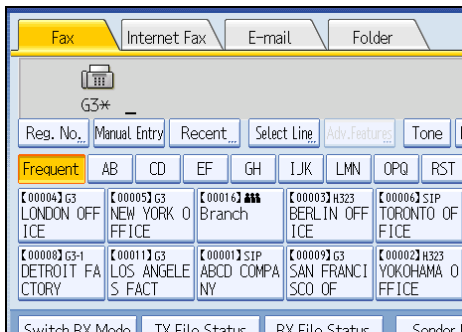 Fax Internet Fax E-mail Folder
G3* _
Reg. No. Manual Entry Recent Select Line Adv.Features Tone
Frequent AB CD EF GH IJK LMN OPQ RST
【00004】G3 【00005】G3 【00016】 【00003】H323 【00006】SIP
LONDON OFF NEW YORK O Branch BERLIN OFF TORONTO OF
ICE FFICE ICE FICE
【00008】G3-1 【00011】G3 【00001】SIP 【00009】G3 【00002】H323
DETROIT FA LOS ANGELE ABCD COMPA SAN FRANCI YOKOHAMA O
CTORY S FACT NY SCO OF FFICE
Switch RX Mode TX File Status RX File Status Sender